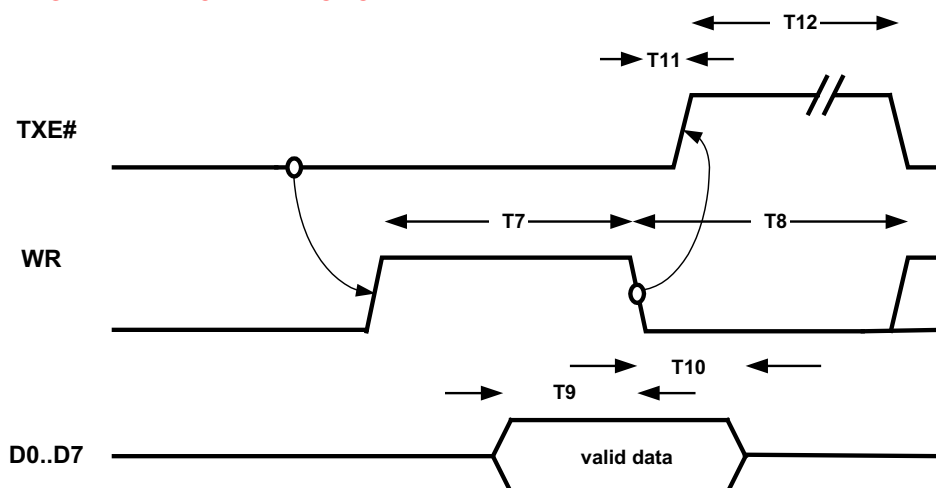 T12
T11
TXE#
T7
T8
WR
T10
T9
D0..D7
valid data